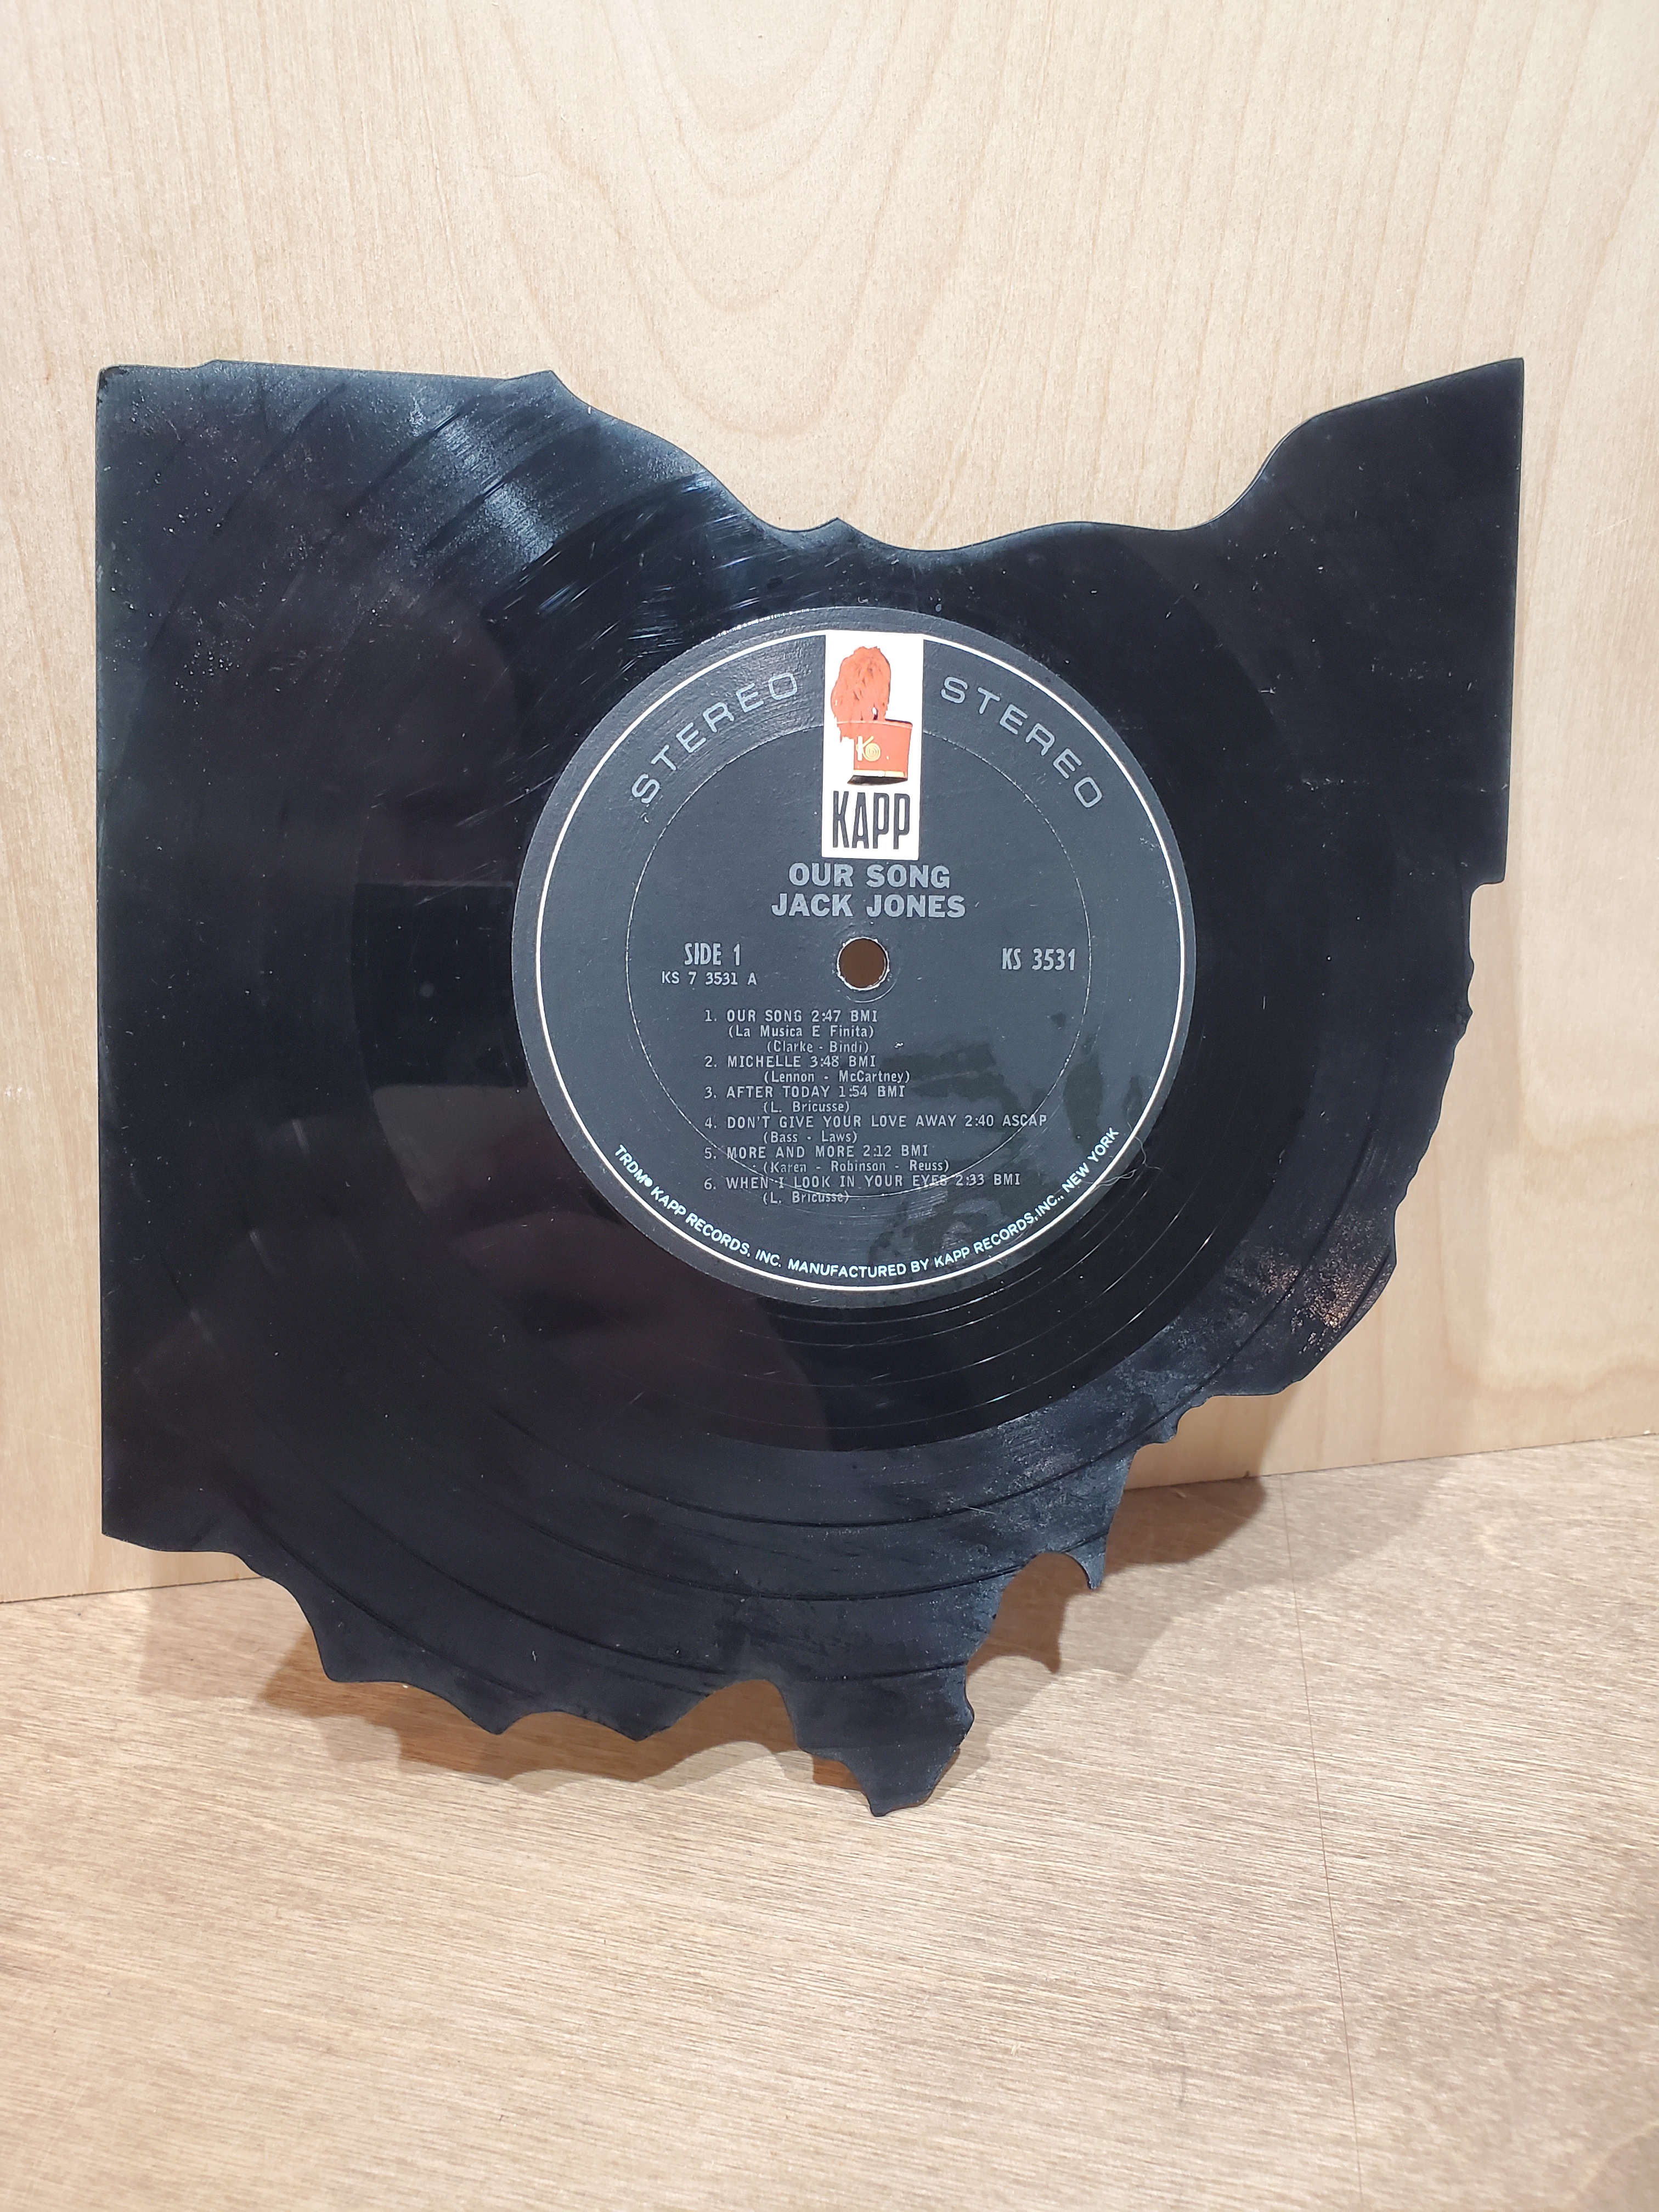 STEREO STEREO
K
KAPP
OUR SONG
JACK JONES
SIDE 1
KS 3531
KS 7 3531 A
1. OUR SONG 2:47 BMI
(La Musica E Finita)
(Clarke - Bindi)
2. MICHELLE 3:48 BMI
(Lennon - McCartney)
3. AFTER TODAY 1:54 BMI
(L. Bricusse)
4. DON'T GIVE YOUR LOVE AWAY 2:40 ASCAP
(Bass - Laws)
5. MORE AND MORE 2:12 BMI
(Karen - Robinson - Reuss)
6. WHEN I LOOK IN YOUR EYES 2:33 BMI
(L. Bricusse)
TRDM® KAPP RECORDS, INC. MANUFACTURED BY KAPP RECORDS, INC., NEW YORK